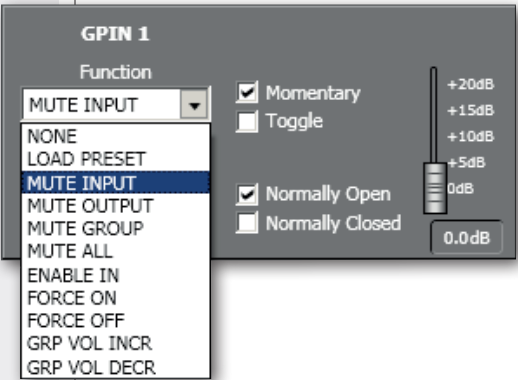 GPIN 1
Function
MUTE INPUT
NONE
LOAD PRESET
MUTE INPUT
MUTE OUTPUT
MUTE GROUP
MUTE ALL
ENABLE IN
FORCE ON
FORCE OFF
GRP VOL INCR
GRP VOL DECR
Momentary
Toggle
Normally Open
Normally Closed
+20dB
+15dB
+10dB
+5dB
0dB
0.0dB